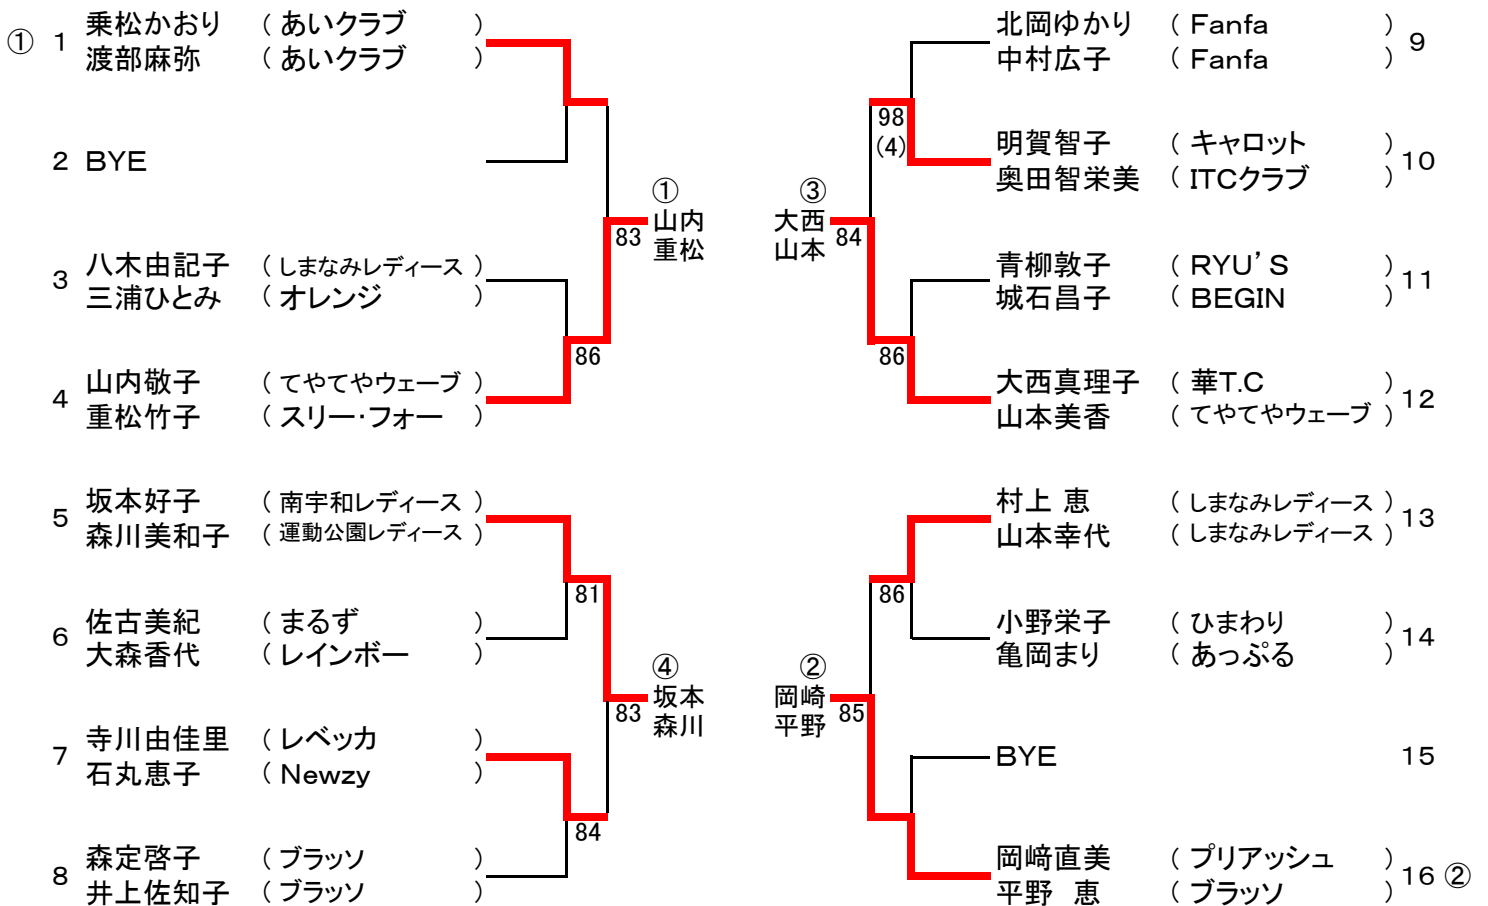 ① 1 乗松かおり ( あいクラブ )
渡部麻弥 ( あいクラブ )
2 BYE
3 八木由記子 ( しまなみレディース )
三浦ひとみ ( オレンジ )
86
4 山内敬子 ( てやてやウェーブ )
重松竹子 ( スリー・フォー )
①
83 山内
重松
5 坂本好子 ( 南宇和レディース )
森川美和子 ( 運動公園レディース )
81
6 佐古美紀 ( まるず )
大森香代 ( レインボー )
④
83 坂本
森川
7 寺川由佳里 ( レベッカ )
石丸恵子 ( Newzy )
84
8 森定啓子 ( ブラッソ )
井上佐知子 ( ブラッソ )
北岡ゆかり ( Fanfa ) 9
中村広子 ( Fanfa )
98
(4)
明賀智子 ( キャロット ) 10
奥田智栄美 ( ITCクラブ )
③
大西 84
山本
青柳敦子 ( RYU'S ) 11
城石昌子 ( BEGIN )
86
大西真理子 ( 華T.C ) 12
山本美香 ( てやてやウェーブ )
村上 恵 ( しまなみレディース ) 13
山本幸代 ( しまなみレディース )
86
小野栄子 ( ひまわり ) 14
亀岡まり ( あっぷる )
②
岡崎 85
平野
BYE 15
岡﨑直美 ( プリアッシュ ) 16 ②
平野 恵 ( ブラッソ )